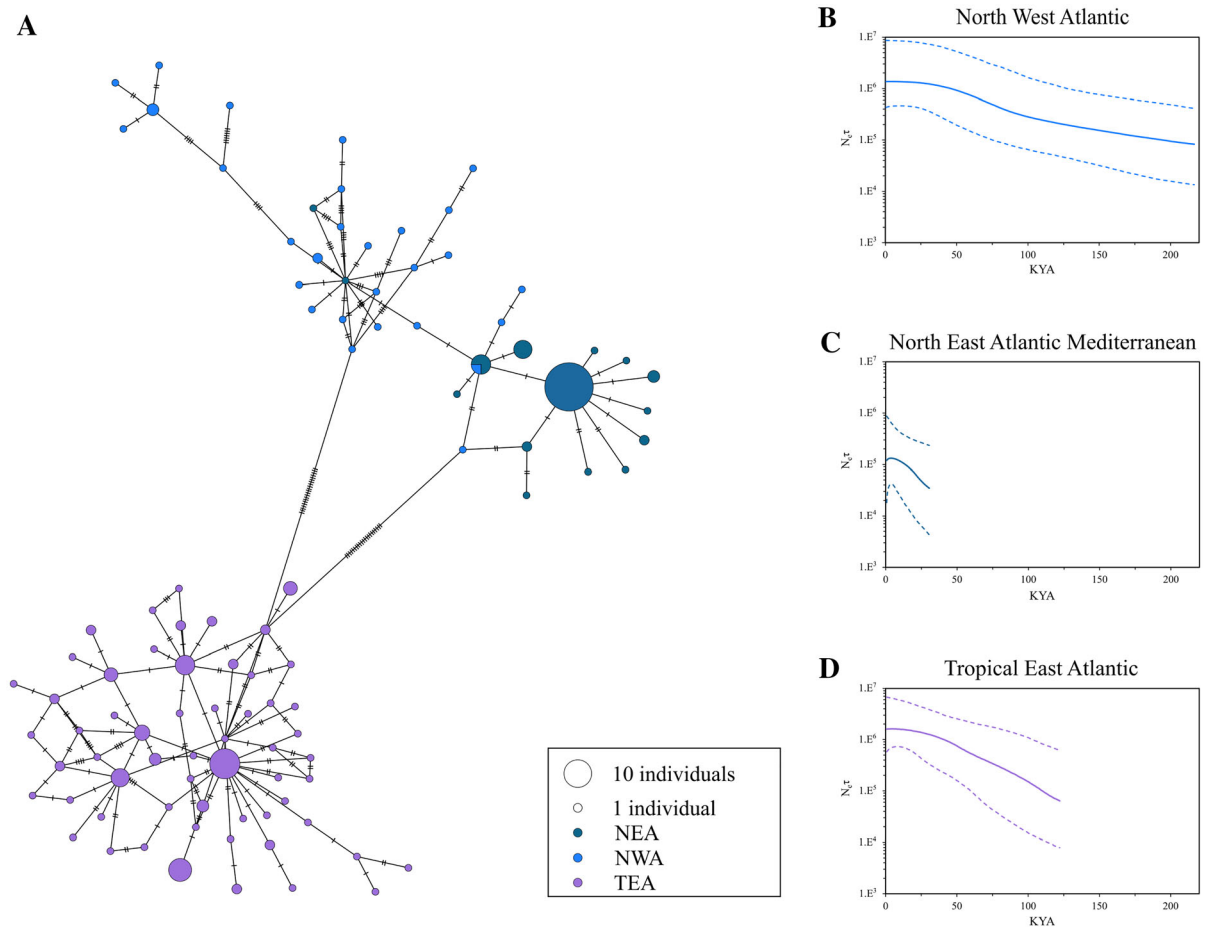 A
10 individuals
1 individual
NEA
NWA
TEA
B
North West Atlantic
1.E⁷
1.E⁶
1.E⁵
1.E⁴
1.E³
Nₑτ
0
50
100
150
200
KYA
C
North East Atlantic Mediterranean
1.E⁷
1.E⁶
1.E⁵
1.E⁴
1.E³
Nₑτ
0
50
100
150
200
KYA
D
Tropical East Atlantic
1.E⁷
1.E⁶
1.E⁵
1.E⁴
1.E³
Nₑτ
0
50
100
150
200
KYA